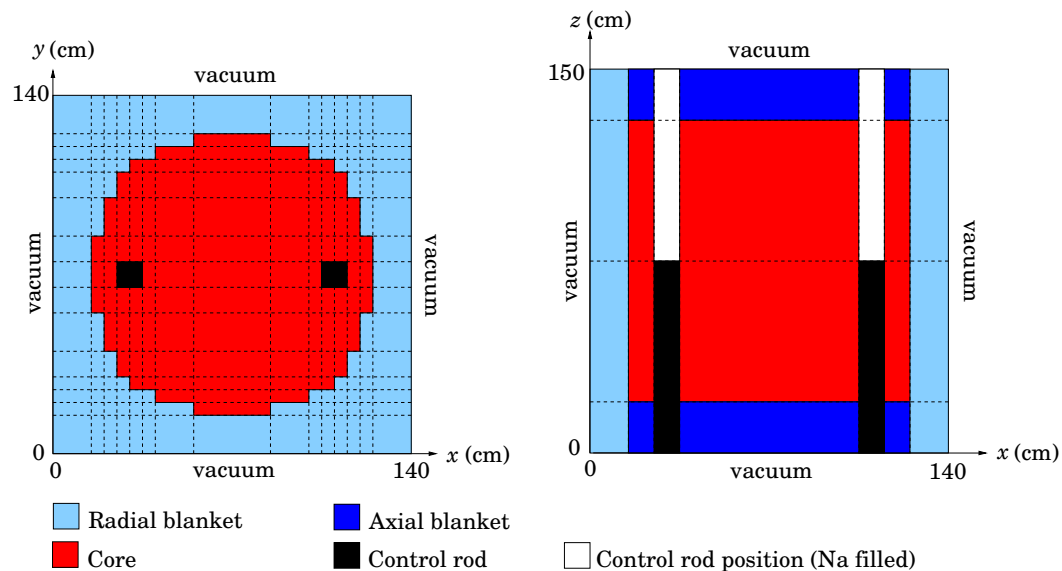 y (cm)
vacuum
140
vacuum
vacuum
0
0
vacuum
140
x (cm)
z (cm)
vacuum
150
vacuum
vacuum
0
0
vacuum
140
x (cm)
Radial blanket
Axial blanket
Core
Control rod
Control rod position (Na filled)